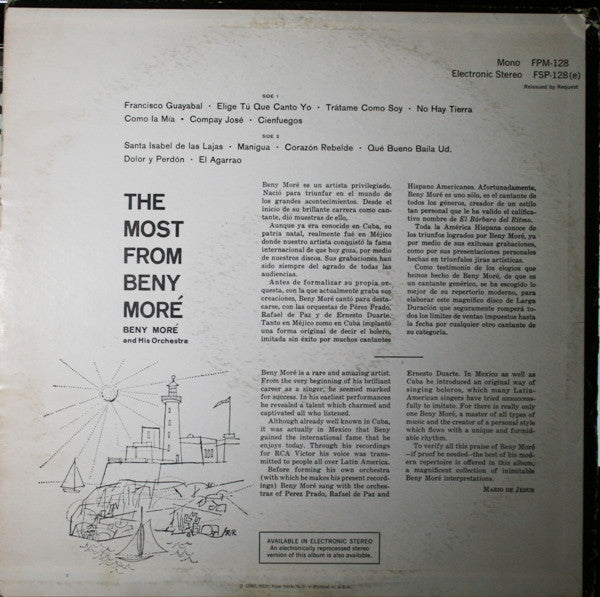 Mono FPM-128
Electronic Stereo FSP-128(e)
Reissued by Request
SIDE 1
Francisco Guayabal · Elige Tú Que Canto Yo · Trátame Como Soy · No Hay Tierra
Como la Mía · Compay José · Cienfuegos
SIDE 2
Santa Isabel de las Lajas · Manigua · Corazón Rebelde · Qué Bueno Baila Ud.
Dolor y Perdón · El Agarrao
THE
MOST
FROM
BENY
MORÉ
BENY MORÉ
and His Orchestra
Beny Moré es un artista privilegiado.
Nació para triunfar en el mundo de
los grandes acontecimientos. Desde el
inicio de su brillante carrera como can-
tante, dió muestras de ello,
Aunque ya era conocido en Cuba, su
patria natal, realmente fué en Méjico
donde nuestro artista conquistó la fama
internacional de que hoy goza, por medio
de nuestros discos. Sus grabaciones han
sido siempre del agrado de todas las
audiencias.
Antes de formalizar su propia or-
questa, con la que actualmente graba sus
creaciones, Beny Moré cantó para desta-
carse, con las orquestas de Pérez Prado,
Rafael de Paz y de Ernesto Duarte.
Tanto en Méjico como en Cuba implantó
una forma original de decir el bolero,
imitada sin éxito por muchos cantantes
Hispano Americanos. Afortunadamente,
Beny Moré es uno sólo, es el cantante de
todos los géneros, creador de un estilo
tan personal que le ha valido el califica-
tivo nombre de El Bárbaro del Ritmo.
Toda la América Hispana conoce de
los triunfos logrados por Beny Moré, ya
por medio de sus exitosas grabaciones,
como por sus presentaciones personales
hechas en triunfales jiras artísticas.
Como testimonio de los elogios que
hemos hecho de Beny Moré, de que es
un cantante genérico, se ha escogido lo
mejor de su repertorio moderno, para
elaborar este magnífico disco de Larga
Duración que seguramente romperá to-
dos los límites de ventas impuestos hasta
la fecha por cualquier otro cantante de
su categoría.
Beny Moré is a rare and amazing artist.
From the very beginning of his brilliant
career as a singer, he seemed marked
for success. In his earliest performances
he revealed a talent which charmed and
captivated all who listened.
Although already well known in Cuba,
it was actually in Mexico that Beny
gained the international fame that he
enjoys today. Through his recordings
for RCA Victor his voice was trans-
mitted to people all over Latin America.
Before forming his own orchestra
(with which he makes his present record-
ings) Beny Moré sang with the orches-
tras of Perez Prado, Rafael de Paz and
Ernesto Duarte. In Mexico as well as
Cuba he introduced an original way of
singing boleros, which many Latin-
American singers have tried unsuccess-
fully to imitate. For there is really only
one Beny Moré, a master of all types of
music and the creator of a personal style
which flows with a unique and formid-
able rhythm.
To verify all this praise of Beny Moré
—if proof be needed—the best of his mod-
ern repertoire is offered in this album;
a magnificent collection of inimitable
Beny Moré interpretations.
MARIO DE JESÚS
AVAILABLE IN ELECTRONIC STEREO
An electronically reprocessed stereo
version of this album is also available.
RCA, New York, N.Y. • Printed in U.S.A.